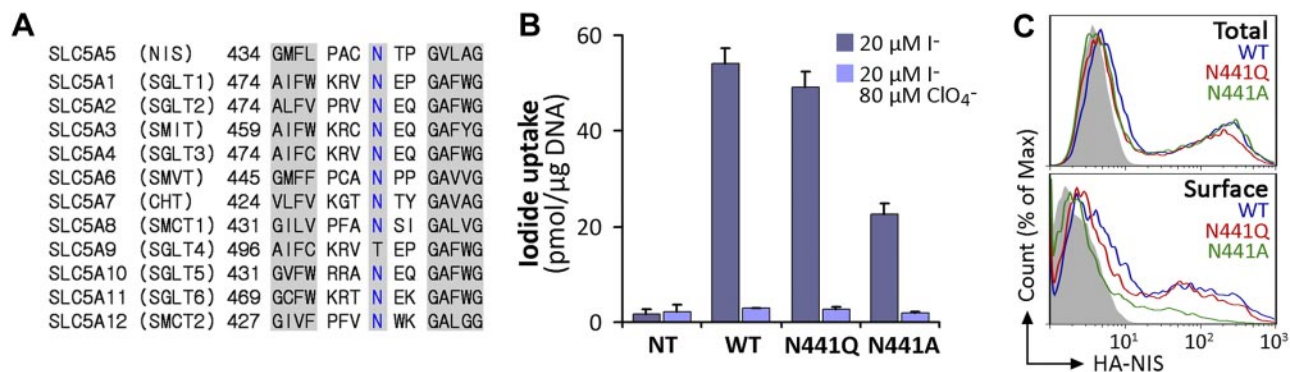 A
SLC5A5 (NIS) 434 GMFL PAC N TP GVLAG
SLC5A1 (SGLT1) 474 AIFW KRV N EP GAFWG
SLC5A2 (SGLT2) 474 ALFV PRV N EQ GAFWG
SLC5A3 (SMIT) 459 AIFW KRC N EQ GAFYG
SLC5A4 (SGLT3) 474 AIFC KRV N EQ GAFWG
SLC5A6 (SMVT) 445 GMFF PCA N PP GAVVG
SLC5A7 (CHT) 424 VLFV KGT N TY GAVAG
SLC5A8 (SMCT1) 431 GILV PFA N SI GALVG
SLC5A9 (SGLT4) 496 AIFC KRV T EP GAFWG
SLC5A10 (SGLT5) 431 GVFW RRA N EQ GAFWG
SLC5A11 (SGLT6) 469 GCFW KRT N EK GAFWG
SLC5A12 (SMCT2) 427 GIVF PFV N WK GALGG
B
Iodide uptake
(pmol/µg DNA)
60
40
20
0
20 µM I-
20 µM I-
80 µM ClO4-
NT WT N441Q N441A
C
Count (% of Max)
Total
WT
N441Q
N441A
Surface
WT
N441Q
N441A
10¹ 10² 10³
HA-NIS